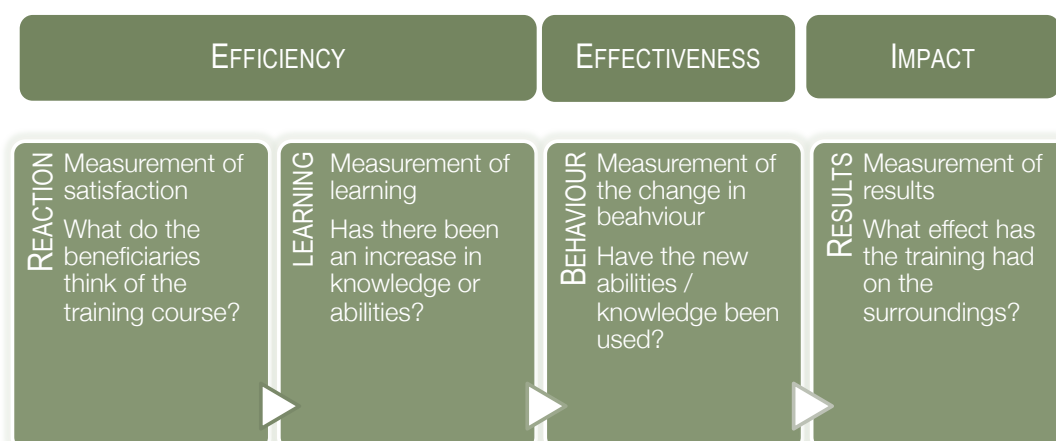 EFFICIENCY
EFFECTIVENESS
IMPACT
REACTION
Measurement of
satisfaction
What do the
beneficiaries
think of the
training course?
LEARNING
Measurement of
learning
Has there been
an increase in
knowledge or
abilities?
BEHAVIOUR
Measurement of
the change in
beahviour
Have the new
abilities /
knowledge been
used?
RESULTS
Measurement of
results
What effect has
the training had
on the
surroundings?